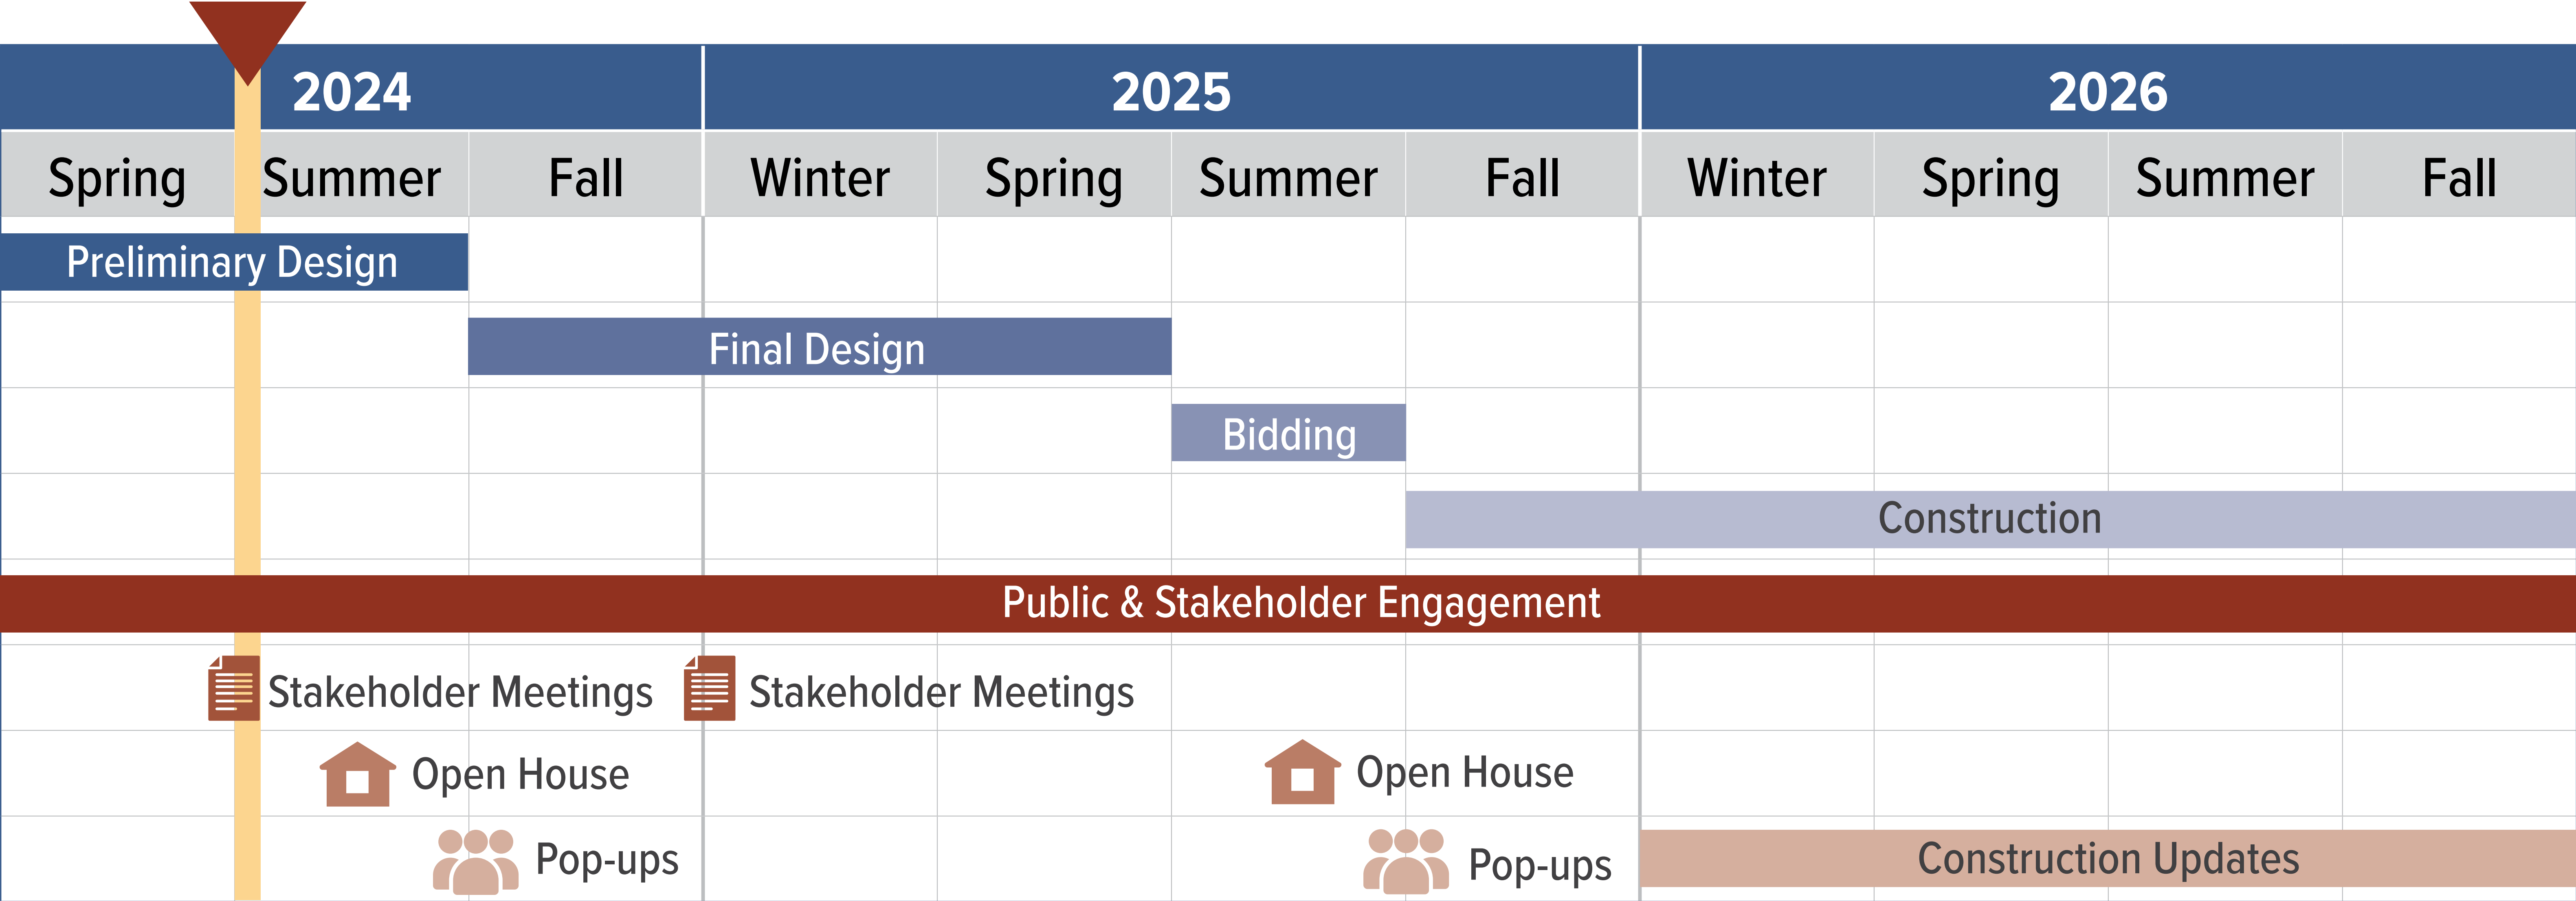 2024 2025 2026
Spring Summer Fall Winter Spring Summer Fall Winter Spring Summer Fall
Preliminary Design
Final Design
Bidding
Construction
Public & Stakeholder Engagement
Stakeholder Meetings Stakeholder Meetings
Open House Open House
Pop-ups Pop-ups Construction Updates